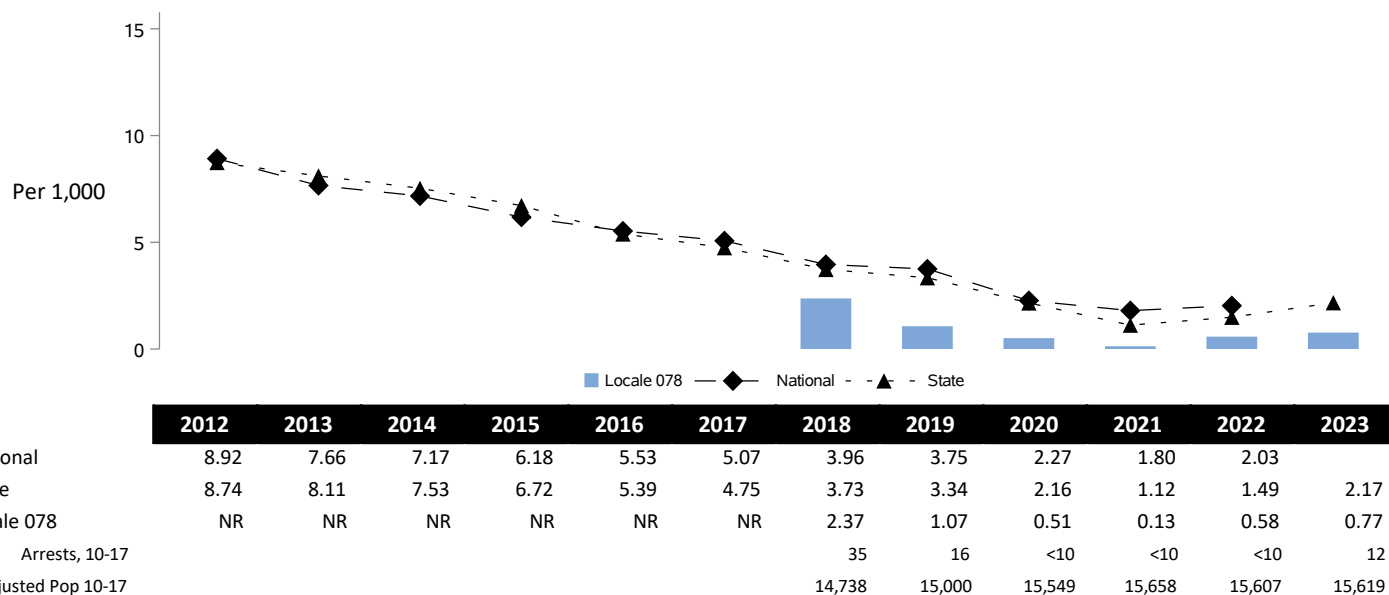 15
10
Per 1,000
5
0
Locale 078 National State
2012 2013 2014 2015 2016 2017 2018 2019 2020 2021 2022 2023
onal 8.92 7.66 7.17 6.18 5.53 5.07 3.96 3.75 2.27 1.80 2.03
e 8.74 8.11 7.53 6.72 5.39 4.75 3.73 3.34 2.16 1.12 1.49 2.17
ale 078 NR NR NR NR NR NR 2.37 1.07 0.51 0.13 0.58 0.77
Arrests, 10-17 35 16 <10 <10 <10 12
justed Pop 10-17 14,738 15,000 15,549 15,658 15,607 15,619